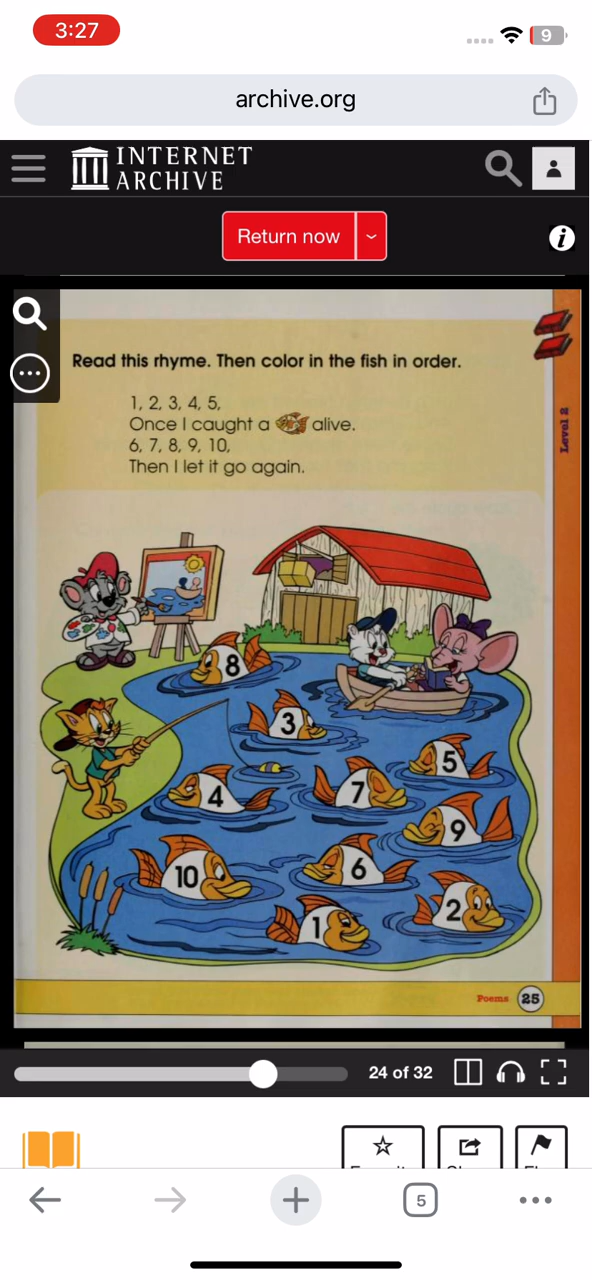 3:27
9
archive.org
INTERNET
ARCHIVE
Return now
i
Read this rhyme. Then color in the fish in order.
1, 2, 3, 4, 5,
Once I caught a alive.
6, 7, 8, 9, 10,
Then I let it go again.
Level 2
8
3
5
4
7
9
10
6
1
2
Poems 25
24 of 32
5